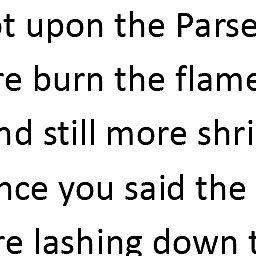 ot upon the Parse
re burn the flame
nd still more shri
nce you said the
re lashing down t